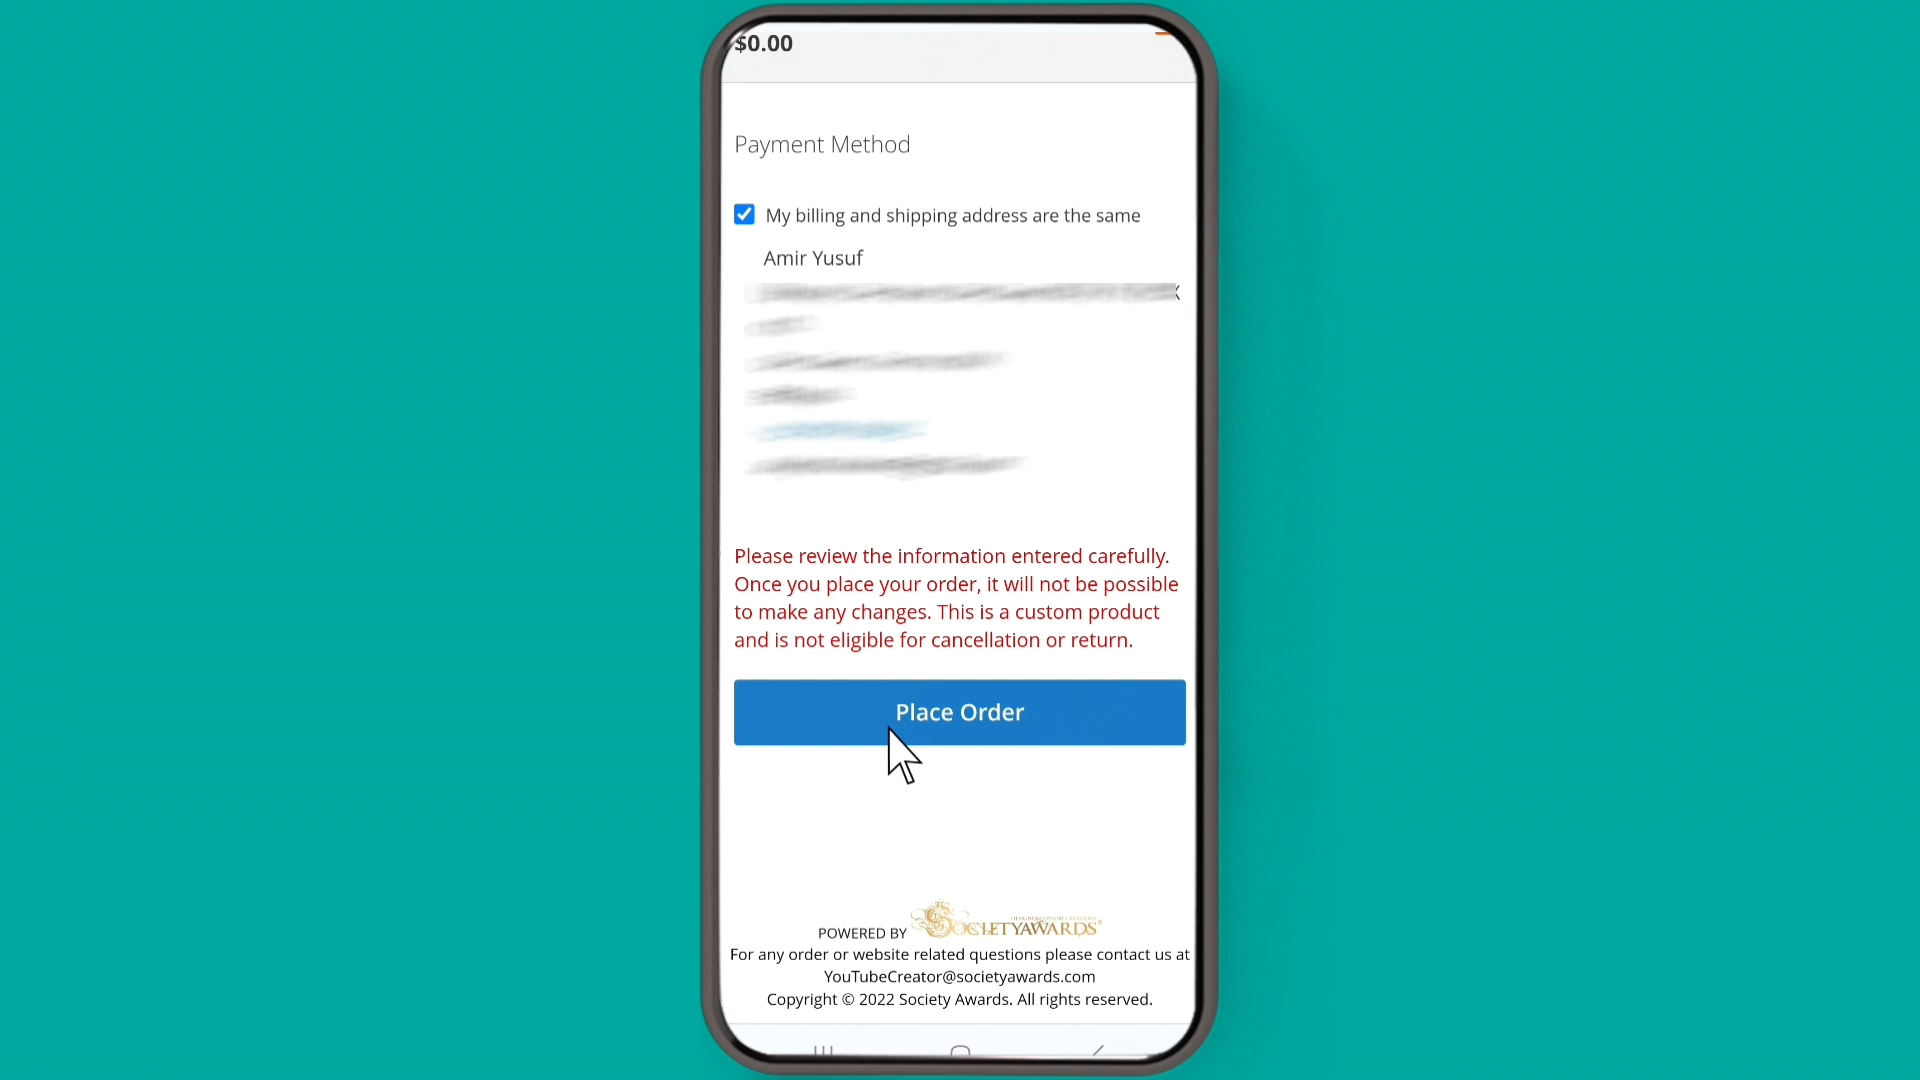 $0.00
Payment Method
My billing and shipping address are the same
Amir Yusuf
Please review the information entered carefully.
Once you place your order, it will not be possible
to make any changes. This is a custom product
and is not eligible for cancellation or return.
Place Order
POWERED BY SOCIETYAWARDS
For any order or website related questions please contact us at
YouTubeCreator@societyawards.com
Copyright © 2022 Society Awards. All rights reserved.